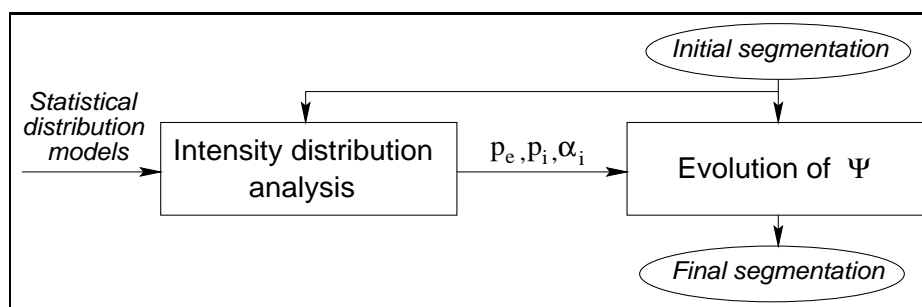 Initial segmentation
Statistical
distribution
models
Intensity distribution
analysis
pₑ,pᵢ,αᵢ
Evolution of Ψ
Final segmentation